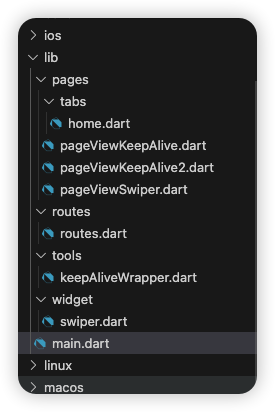 ios
lib
pages
tabs
home.dart
pageViewKeepAlive.dart
pageViewKeepAlive2.dart
pageViewSwiper.dart
routes
routes.dart
tools
keepAliveWrapper.dart
widget
swiper.dart
main.dart
linux
macos